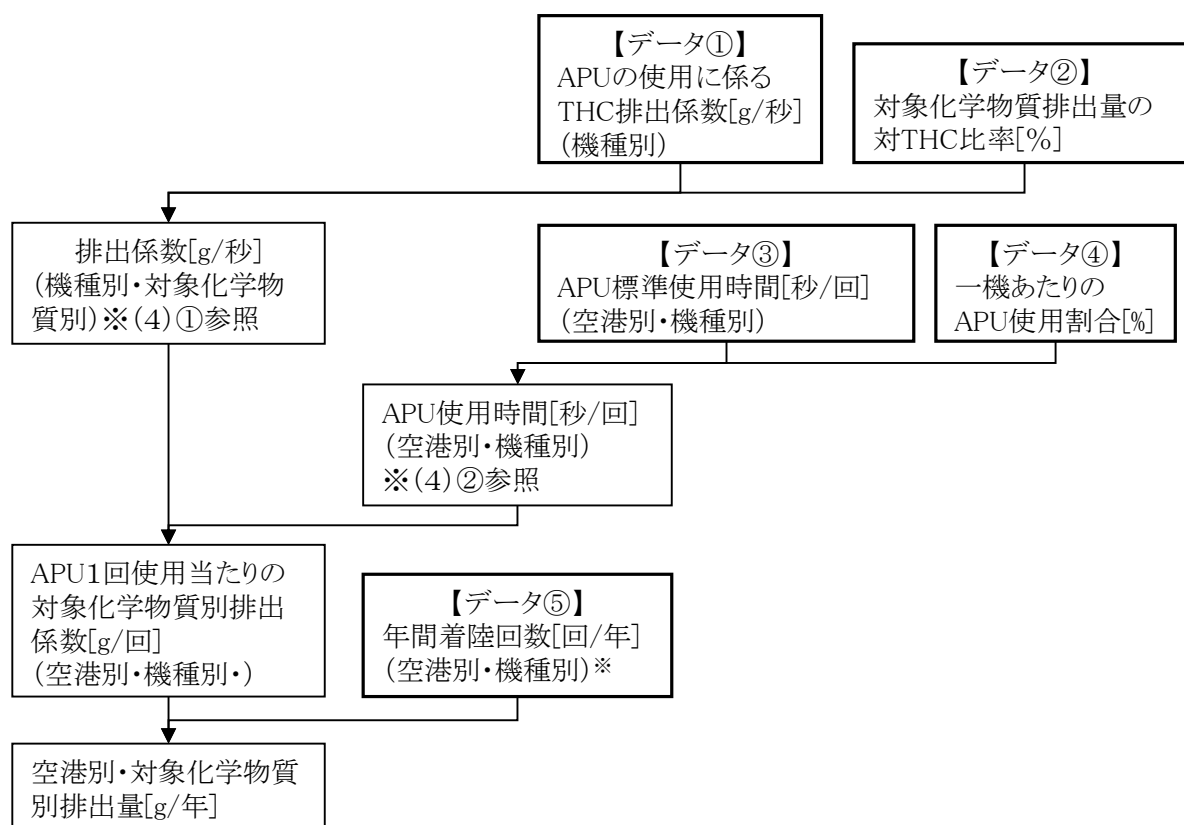 【データ①】
APUの使用に係る
THC排出係数[g/秒]
(機種別)
【データ②】
対象化学物質排出量の
対THC比率[%]
排出係数[g/秒]
(機種別・対象化学物
質別)※(4)①参照
【データ③】
APU標準使用時間[秒/回]
(空港別・機種別)
【データ④】
一機あたりの
APU使用割合[%]
APU使用時間[秒/回]
(空港別・機種別)
※(4)②参照
APU1回使用当たりの
対象化学物質別排出
係数[g/回]
(空港別・機種別・)
【データ⑤】
年間着陸回数[回/年]
(空港別・機種別)※
空港別・対象化学物質
別排出量[g/年]